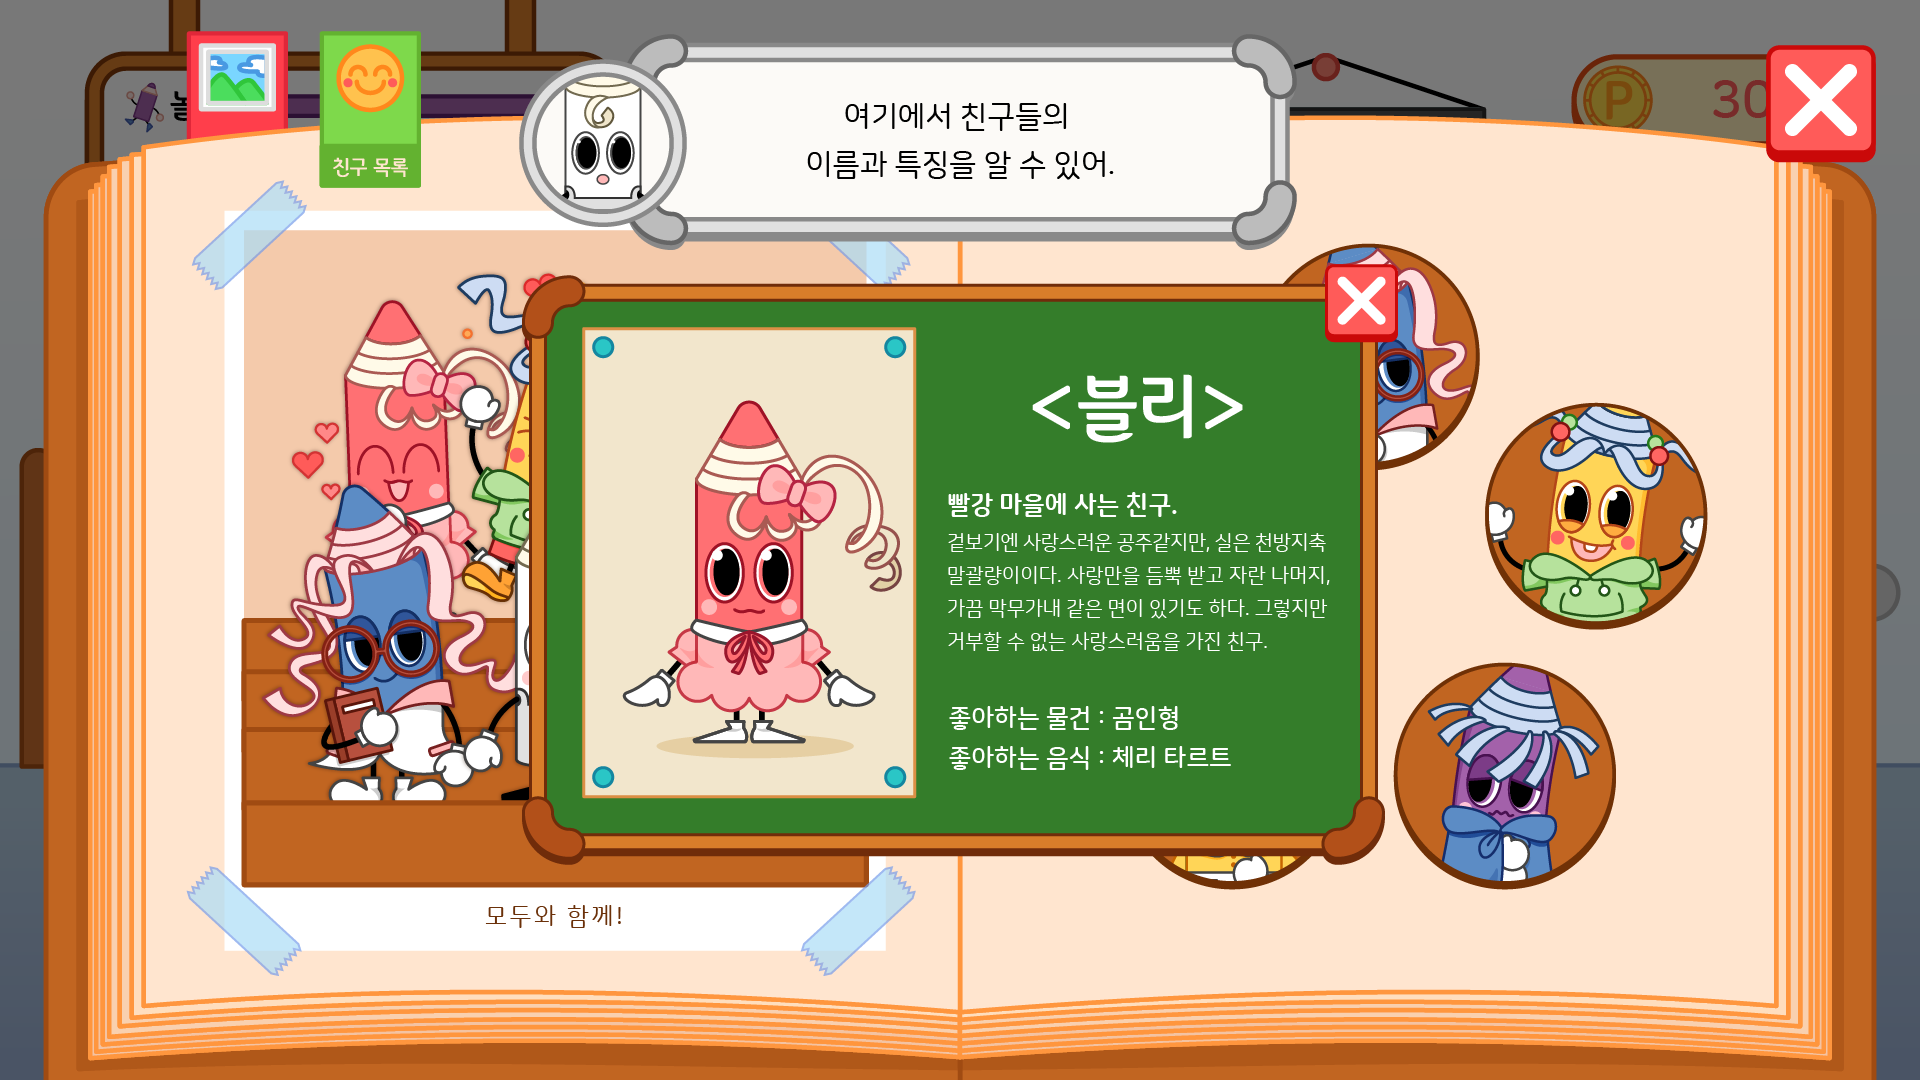 친구 목록
여기에서 친구들의
이름과 특징을 알 수 있어.
P 30
<블리>
빨강 마을에 사는 친구.
겉보기엔 사랑스러운 공주같지만, 실은 천방지축
말괄량이이다. 사랑만을 듬뿍 받고 자란 나머지,
가끔 막무가내 같은 면이 있기도 하다. 그렇지만
거부할 수 없는 사랑스러움을 가진 친구.
좋아하는 물건 : 곰인형
좋아하는 음식 : 체리 타르트
모두와 함께!